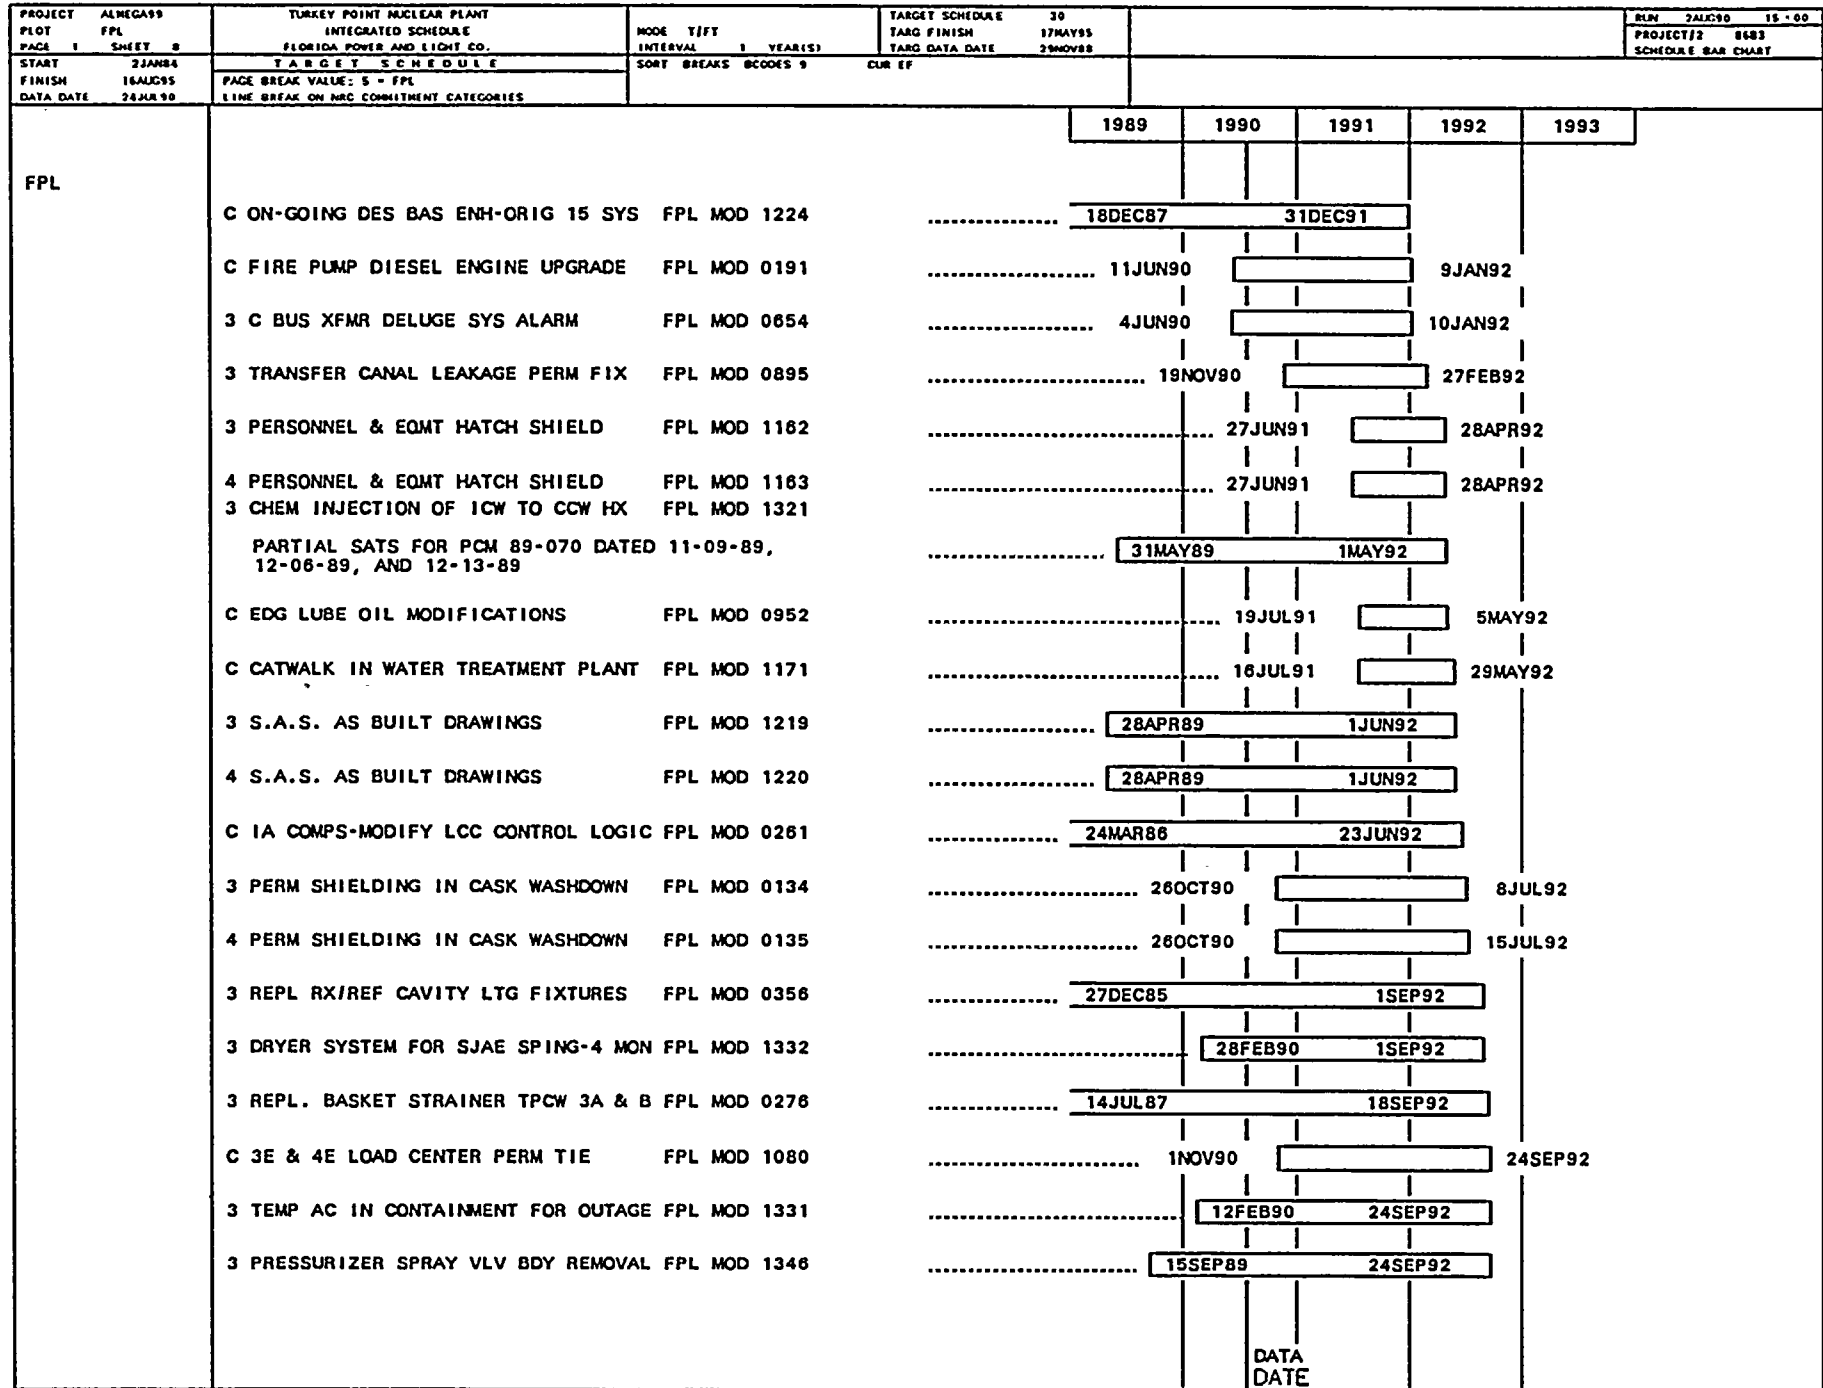 PROJECT ALMEGA99
PLOT FPL
PAGE 1 SHEET 8
START 2JAN84
FINISH 16AUG95
DATA DATE 24JUL90
TURKEY POINT NUCLEAR PLANT
INTEGRATED SCHEDULE
FLORIDA POWER AND LIGHT CO.
TARGET SCHEDULE
PAGE BREAK VALUE: 5 = FPL
LINE BREAK ON NRC COMMITMENT CATEGORIES
MODE T/FT
INTERVAL 1 YEAR(S)
SORT BREAKS BCODES 9 CUR EF
TARGET SCHEDULE 30
TARG FINISH 17MAY95
TARG DATA DATE 29NOV88
RUN 2AUG90 15:00
PROJECT/2 8683
SCHEDULE BAR CHART
1989 1990 1991 1992 1993
FPL
C ON-GOING DES BAS ENH-ORIG 15 SYS FPL MOD 1224 18DEC87 31DEC91
C FIRE PUMP DIESEL ENGINE UPGRADE FPL MOD 0191 11JUN90 9JAN92
3 C BUS XFMR DELUGE SYS ALARM FPL MOD 0654 4JUN90 10JAN92
3 TRANSFER CANAL LEAKAGE PERM FIX FPL MOD 0895 19NOV90 27FEB92
3 PERSONNEL & EQMT HATCH SHIELD FPL MOD 1162 27JUN91 28APR92
4 PERSONNEL & EQMT HATCH SHIELD FPL MOD 1163 27JUN91 28APR92
3 CHEM INJECTION OF ICW TO CCW HX FPL MOD 1321
PARTIAL SATS FOR PCM 89-070 DATED 11-09-89, 31MAY89 1MAY92
12-06-89, AND 12-13-89
C EDG LUBE OIL MODIFICATIONS FPL MOD 0952 19JUL91 5MAY92
C CATWALK IN WATER TREATMENT PLANT FPL MOD 1171 16JUL91 29MAY92
3 S.A.S. AS BUILT DRAWINGS FPL MOD 1219 28APR89 1JUN92
4 S.A.S. AS BUILT DRAWINGS FPL MOD 1220 28APR89 1JUN92
C IA COMPS-MODIFY LCC CONTROL LOGIC FPL MOD 0261 24MAR86 23JUN92
3 PERM SHIELDING IN CASK WASHDOWN FPL MOD 0134 26OCT90 8JUL92
4 PERM SHIELDING IN CASK WASHDOWN FPL MOD 0135 26OCT90 15JUL92
3 REPL RX/REF CAVITY LTG FIXTURES FPL MOD 0356 27DEC85 1SEP92
3 DRYER SYSTEM FOR SJAE SPING-4 MON FPL MOD 1332 28FEB90 1SEP92
3 REPL. BASKET STRAINER TPCW 3A & B FPL MOD 0276 14JUL87 18SEP92
C 3E & 4E LOAD CENTER PERM TIE FPL MOD 1080 1NOV90 24SEP92
3 TEMP AC IN CONTAINMENT FOR OUTAGE FPL MOD 1331 12FEB90 24SEP92
3 PRESSURIZER SPRAY VLV BDY REMOVAL FPL MOD 1346 15SEP89 24SEP92
DATA
DATE